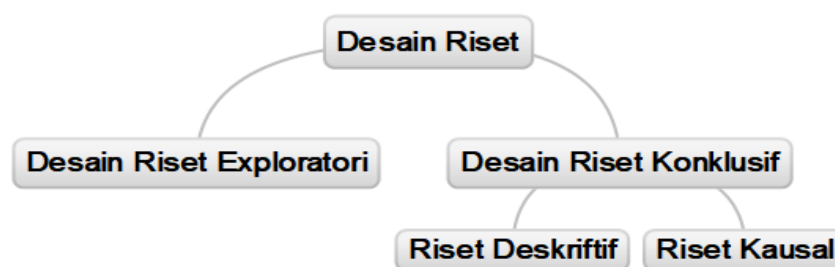 Desain Riset
Desain Riset Exploratori
Desain Riset Konklusif
Riset Deskriftif
Riset Kausal